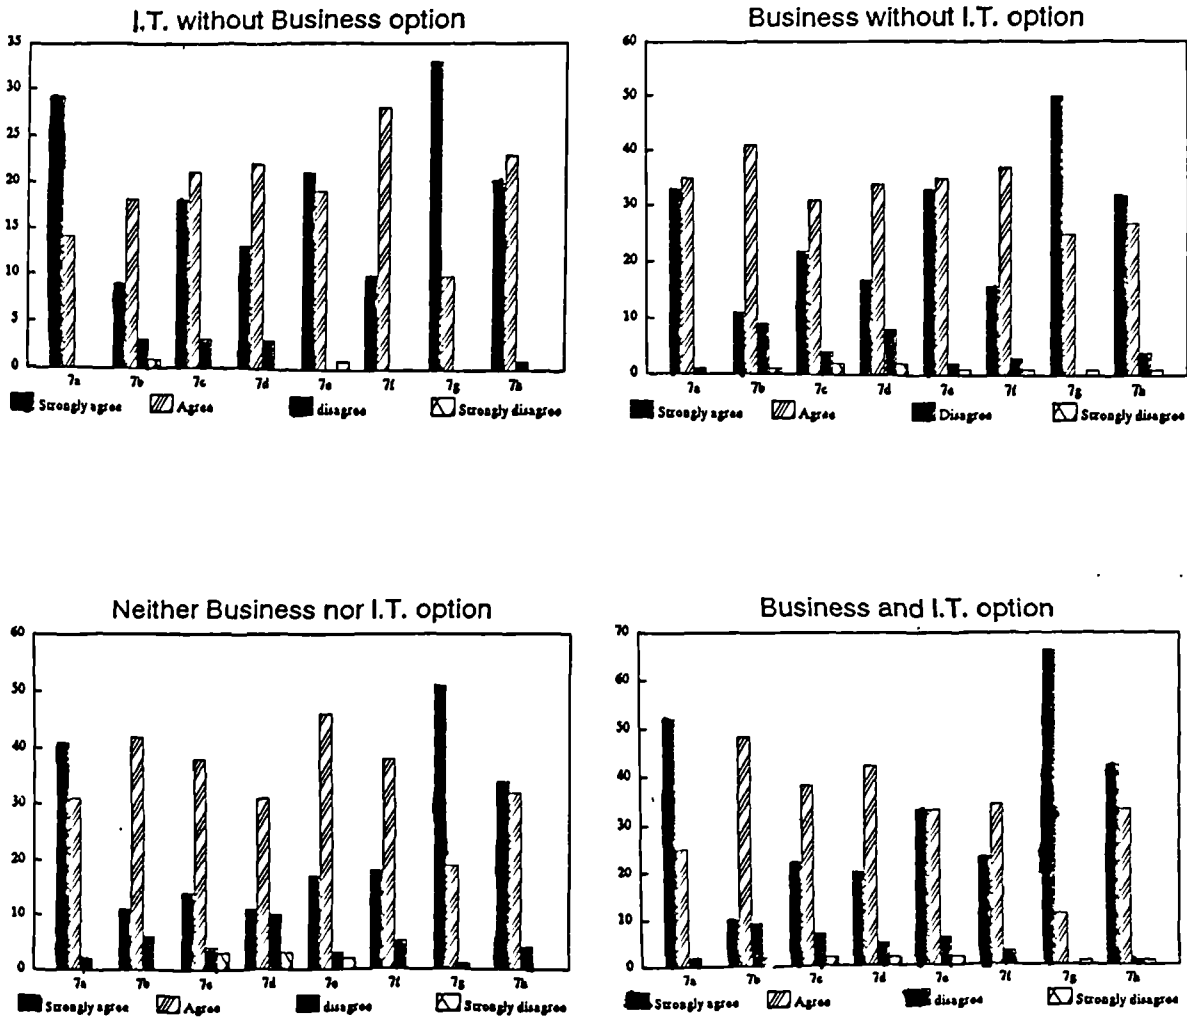 I.T. without Business option
35
30
25
20
15
10
5
0
7a 7b 7c 7d 7e 7f 7g 7h
Strongly agree Agree disagree Strongly disagree
Business without I.T. option
60
50
40
30
20
10
0
7a 7b 7c 7d 7e 7f 7g 7h
Strongly agree Agree Disagree Strongly disagree
Neither Business nor I.T. option
60
50
40
30
20
10
0
7a 7b 7c 7d 7e 7f 7g 7h
Strongly agree Agree disagree Strongly disagree
Business and I.T. option
70
60
50
40
30
20
10
0
7a 7b 7c 7d 7e 7f 7g 7h
Strongly agree Agree disagree Strongly disagree